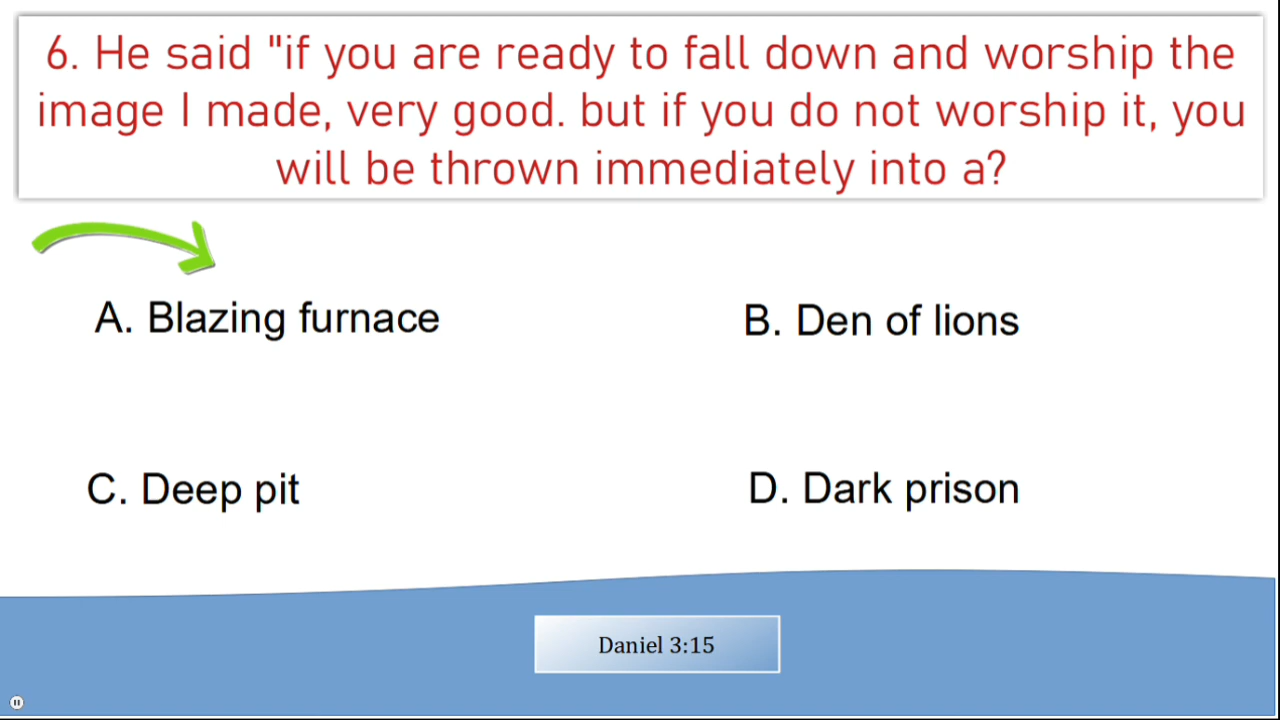 6. He said "if you are ready to fall down and worship the
image I made, very good. but if you do not worship it, you
will be thrown immediately into a?
A. Blazing furnace
B. Den of lions
C. Deep pit
D. Dark prison
Daniel 3:15